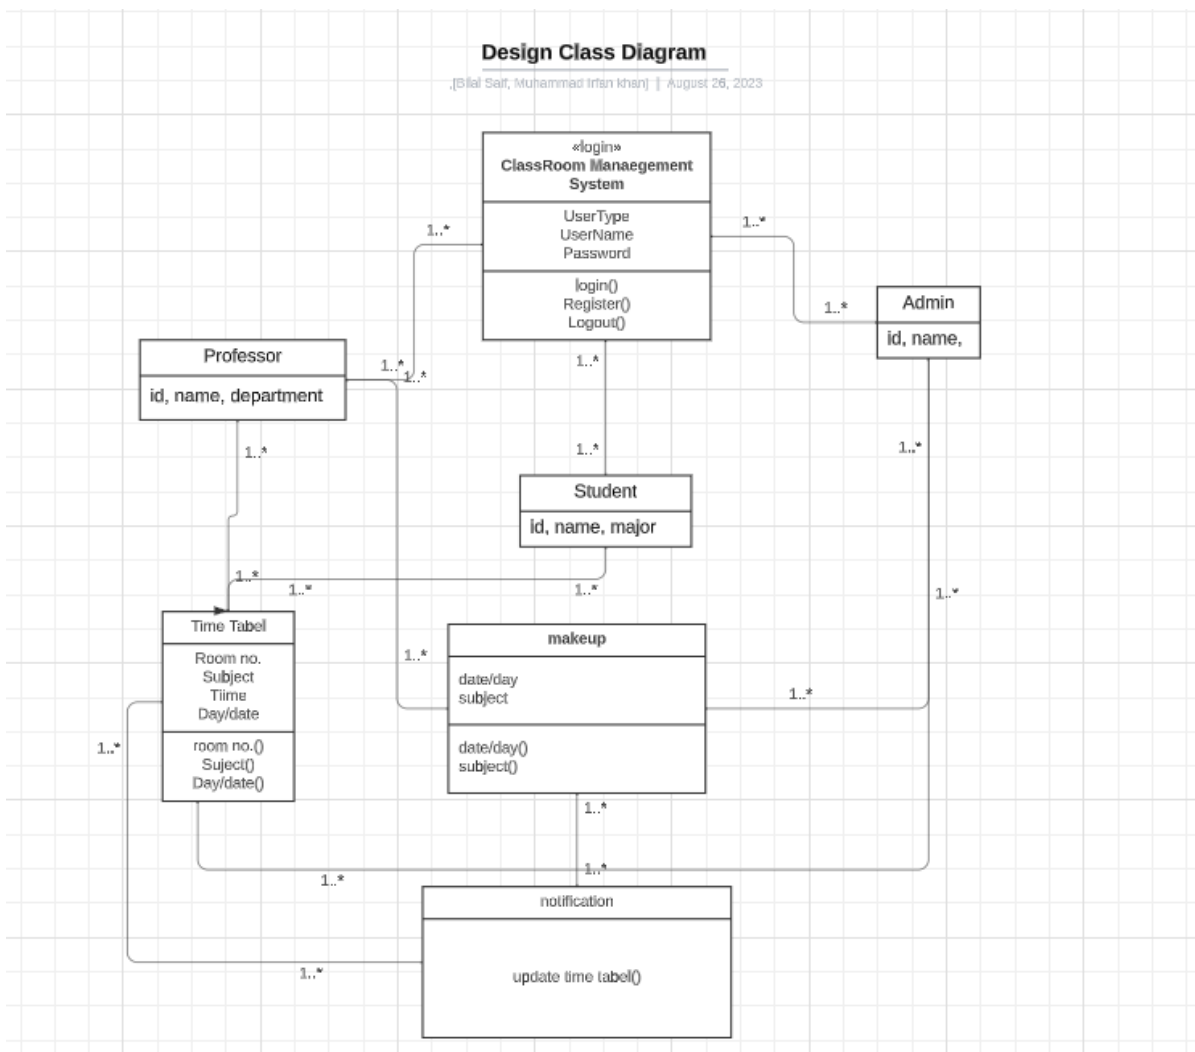 Design Class Diagram
,[Bilal Saif, Muhammad Irfan khan] | August 26, 2023
«login»
ClassRoom Manaegement
System
UserType
UserName
Password
login()
Register()
Logout()
1..*
1..*
1..*
Admin
id, name,
Professor
id, name, department
1..*
1..*
1..*
1..*
1..*
1..*
Student
id, name, major
1..*
1..*
1..*
1..*
Time Tabel
Room no.
Subject
Tiime
Day/date
room no.()
Suject()
Day/date()
1..*
makeup
date/day
subject
date/day()
subject()
1..*
1..*
1..*
1..*
1..*
notification
update time label()
1..*